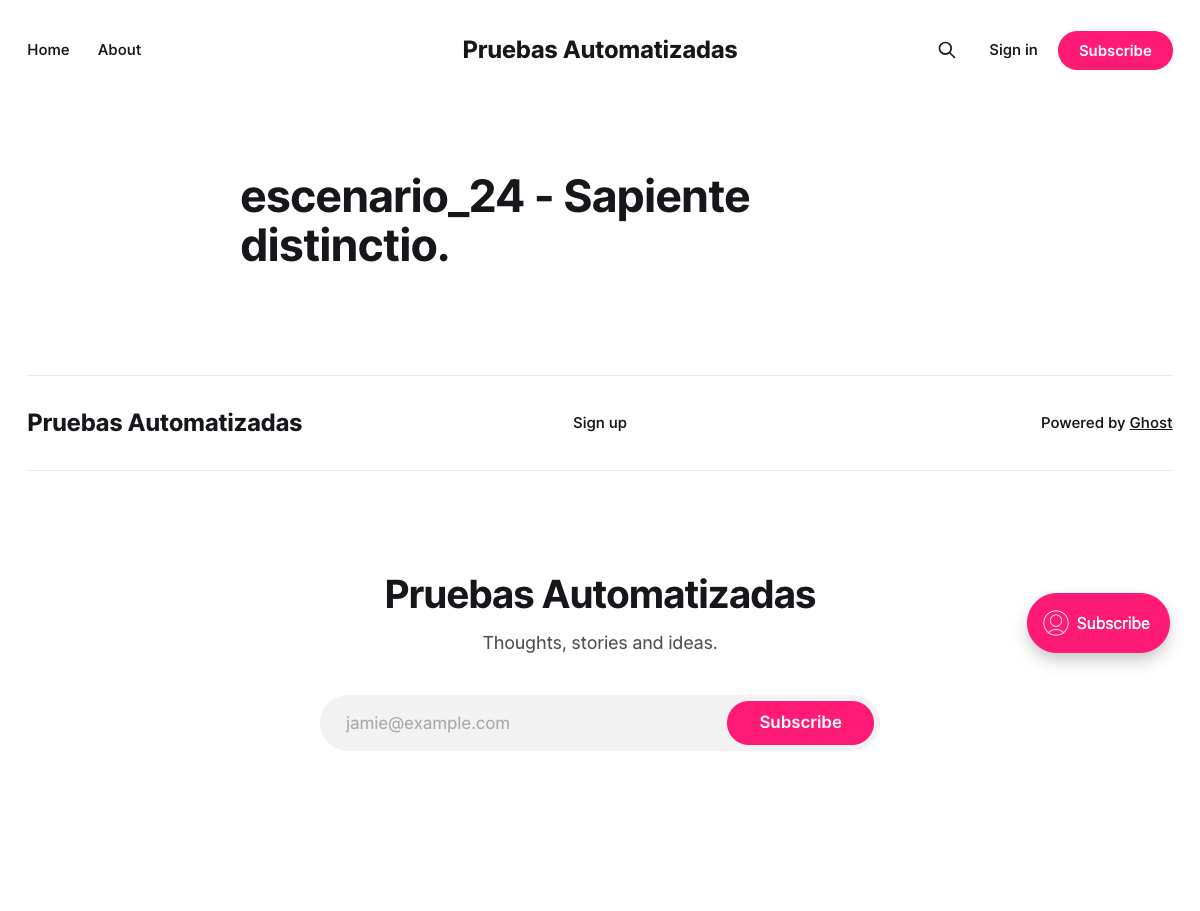 Home About Pruebas Automatizadas Sign in Subscribe
escenario_24 - Sapiente
distinctio.
Pruebas Automatizadas Sign up Powered by Ghost
Pruebas Automatizadas
Thoughts, stories and ideas.
Subscribe
jamie@example.com Subscribe